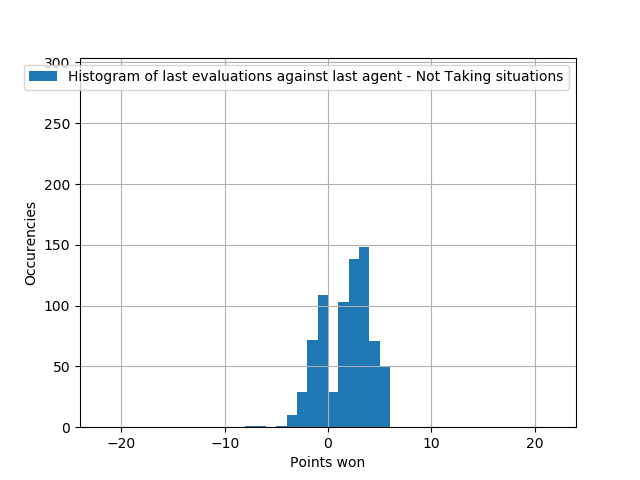 300
Histogram of last evaluations against last agent - Not Taking situations
250
200
150
100
50
0
−20 −10 0 10 20
Occurencies
Points won